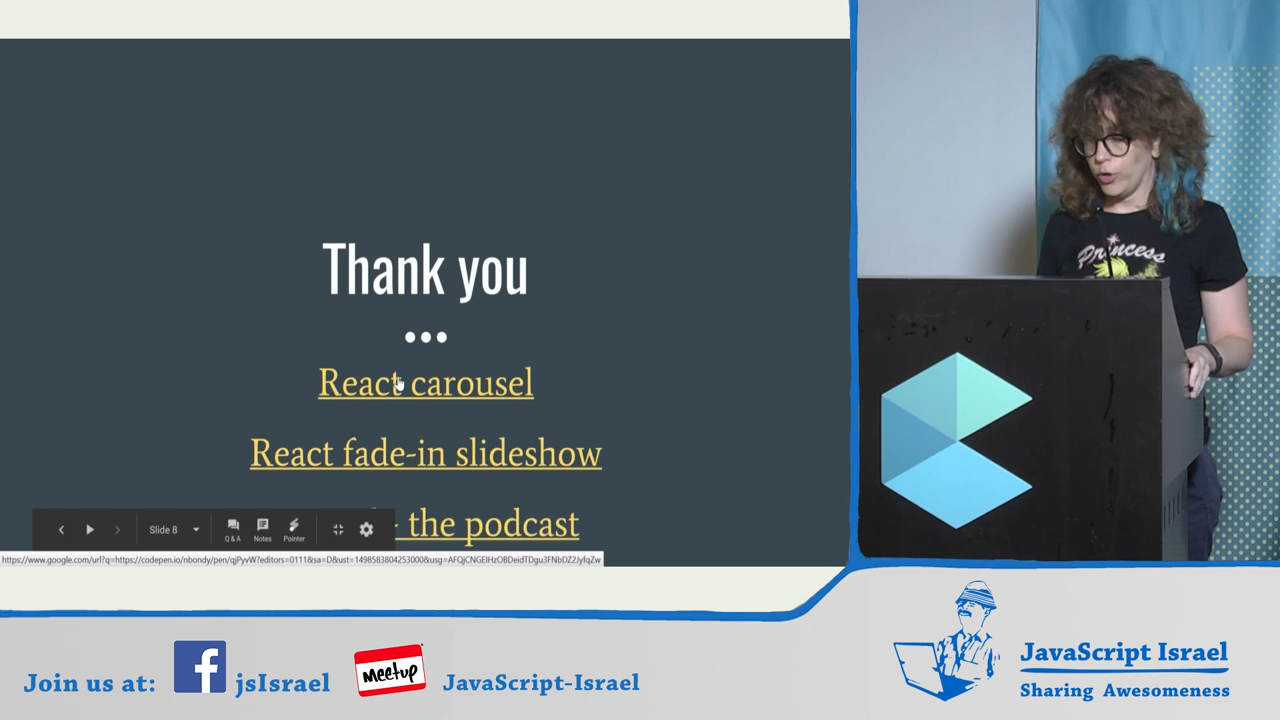 Thank you
React carousel
React fade-in slideshow
- the podcast
Slide 8
Q & A
Notes
Pointer
Princess
Join us at:
f
jsIsrael
meetup
JavaScript-Israel
JavaScript Israel
Sharing Awesomeness